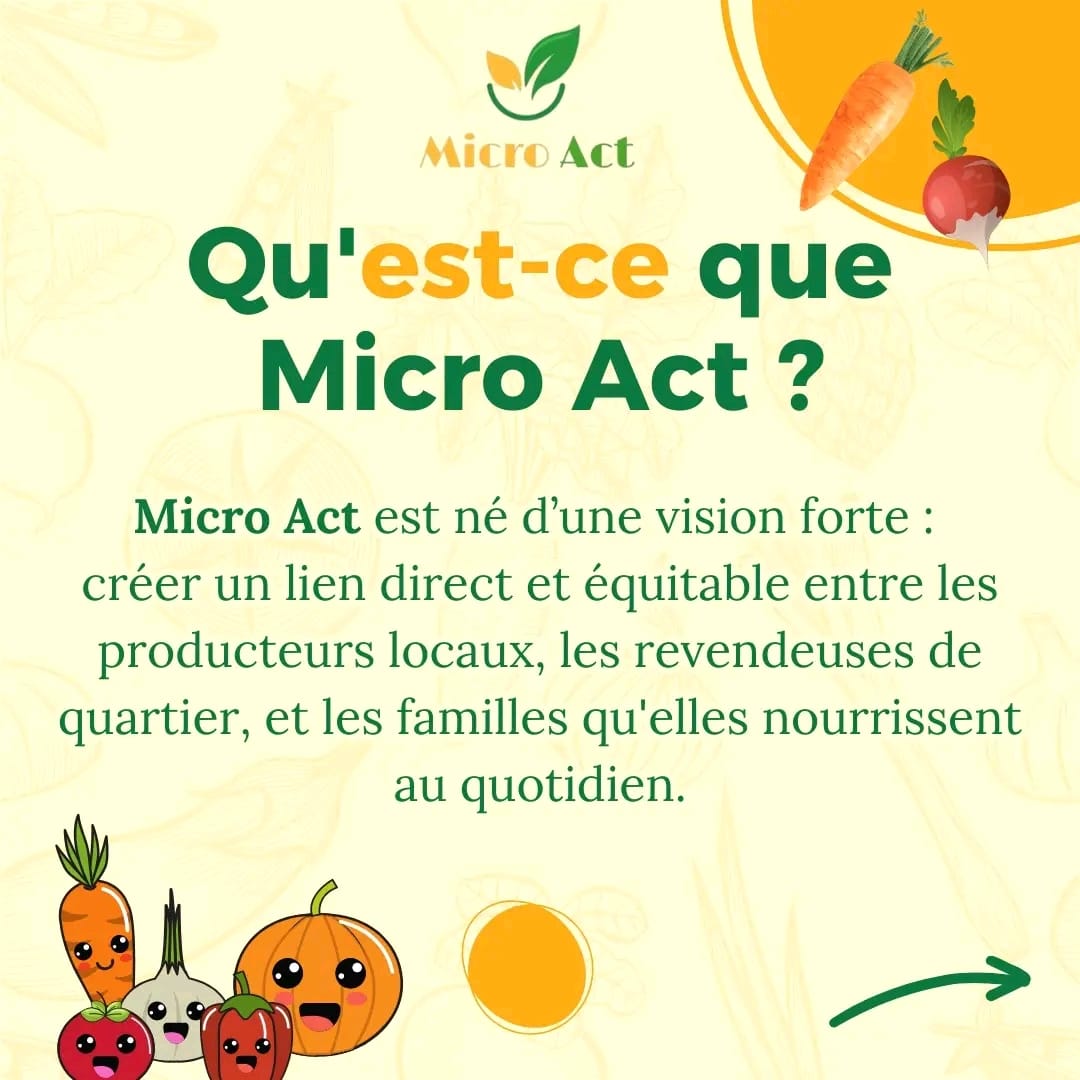 Micro Act
Qu'est-ce que
Micro Act ?
Micro Act est né d’une vision forte :
créer un lien direct et équitable entre les
producteurs locaux, les revendeuses de
quartier, et les familles qu'elles nourrissent
au quotidien.